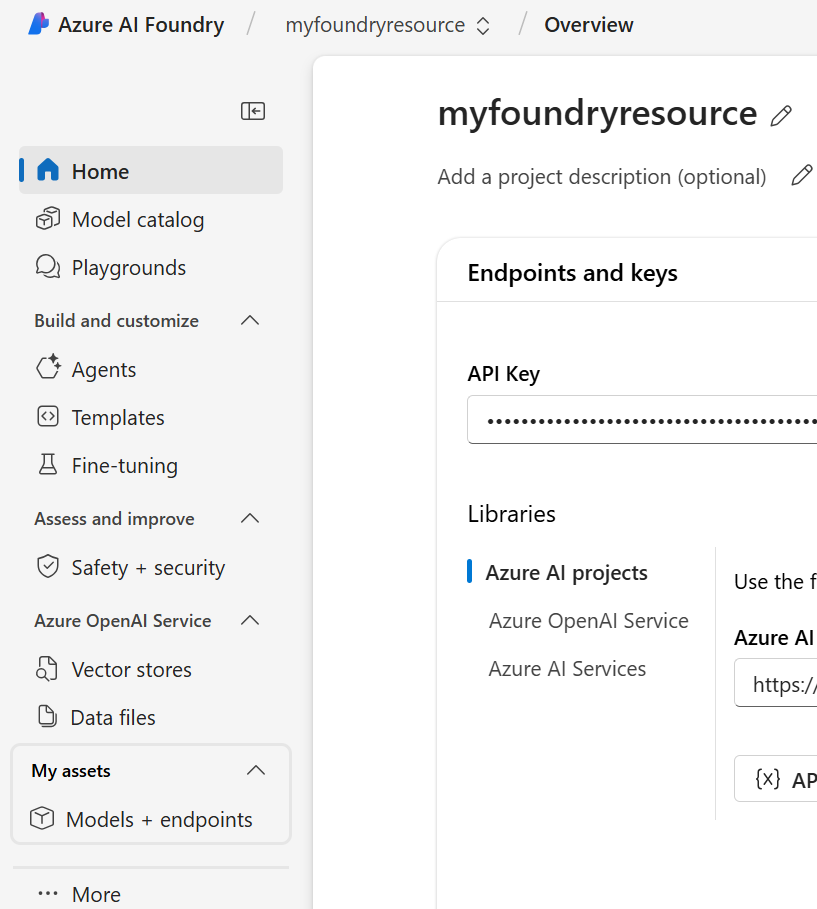 Azure AI Foundry / myfoundryresource / Overview
myfoundryresource
Add a project description (optional)
Home
Model catalog
Playgrounds
Build and customize
Agents
Templates
Fine-tuning
Assess and improve
Safety + security
Azure OpenAI Service
Vector stores
Data files
My assets
Models + endpoints
More
Endpoints and keys
API Key
••••••••••••••••••••••••••••••••••••••
Libraries
Azure AI projects
Azure OpenAI Service
Azure AI Services
Use the f
Azure AI
https:/
{x} AP